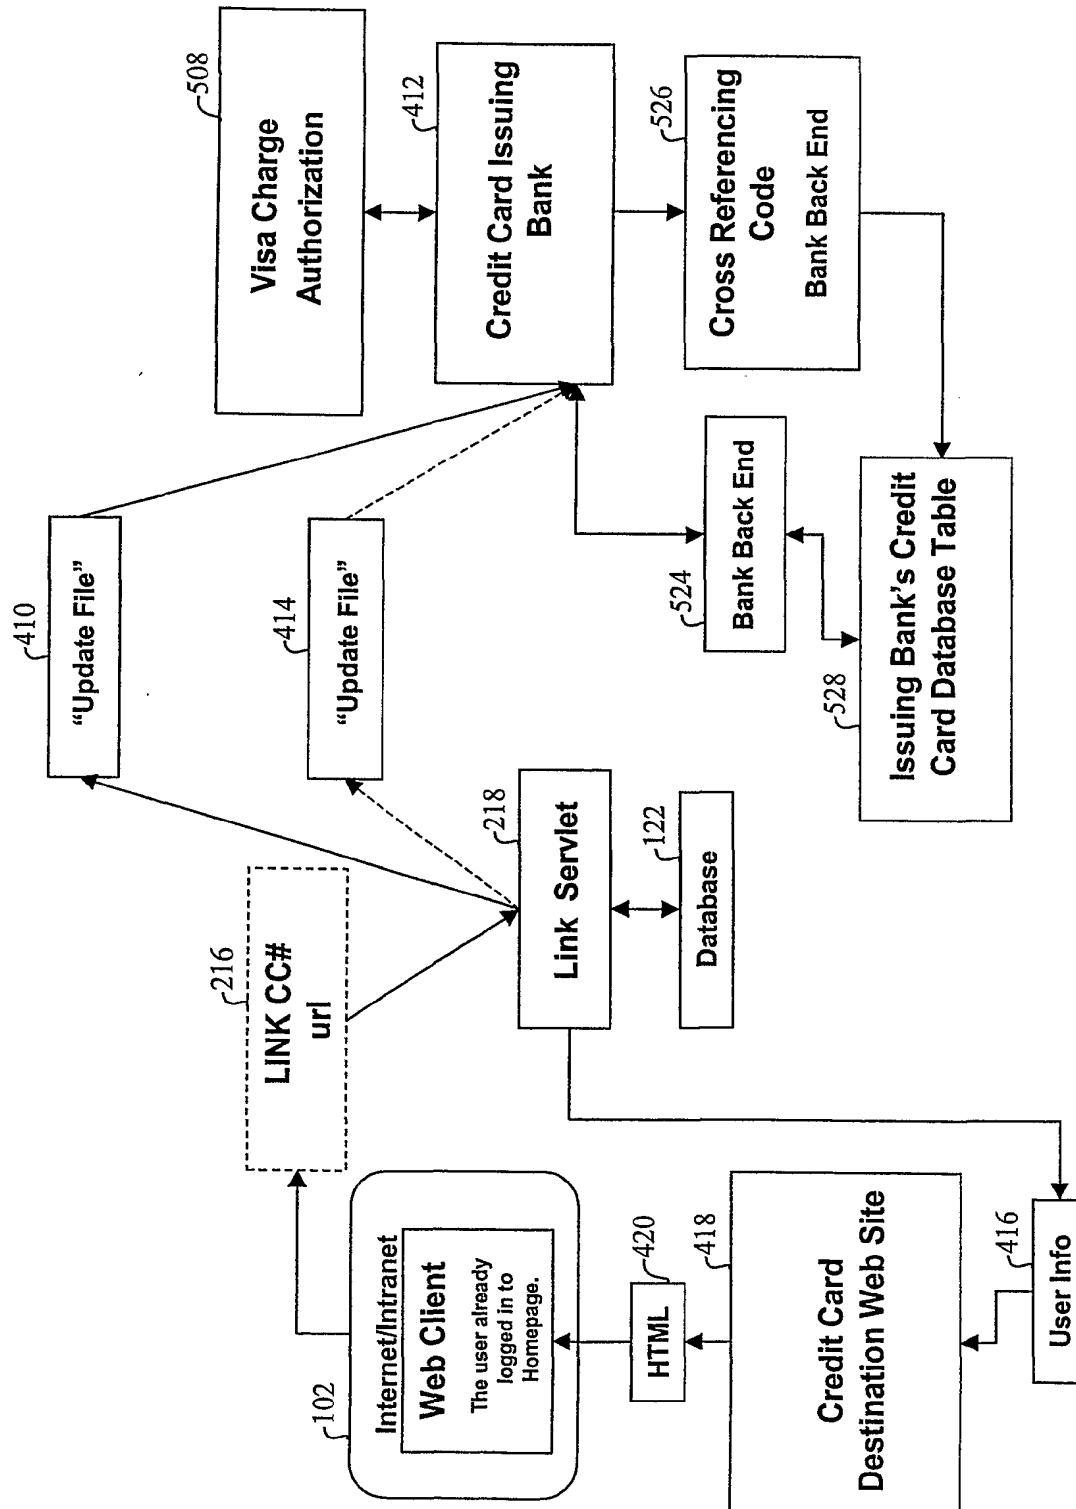 508
Visa Charge
Authorization
412
Credit Card Issuing
Bank
526
Cross Referencing
Code
Bank Back End
410
“Update File”
414
“Update File”
524
Bank Back End
528
Issuing Bank’s Credit
Card Database Table
216
LINK CC#
url
218
Link Servlet
122
Database
102
Internet/Intranet
Web Client
The user already
logged in to
Homepage.
420
HTML
418
Credit Card
Destination Web Site
416
User Info